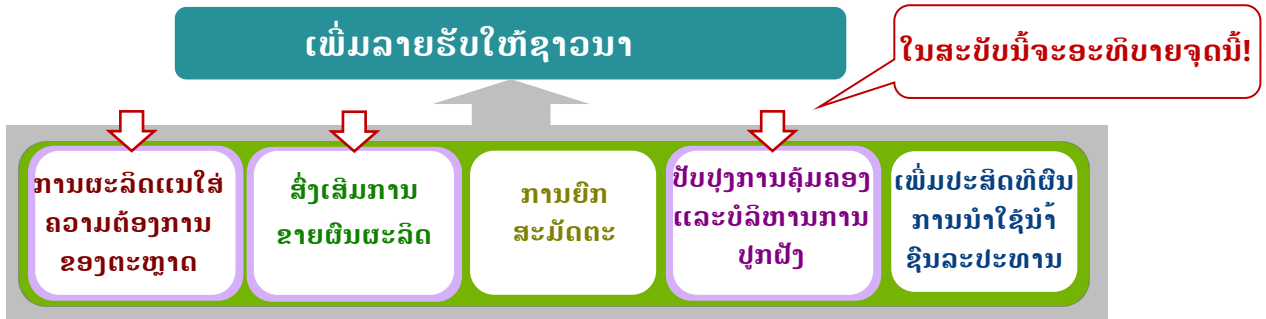 ເພີ່ມລາຍຮັບໃຫ້ຊາວນາ
ໃນສະບັບນີ້ຈະອະທິບາຍຈຸດນີ້!
ການຜະລິດແນໃສ່
ຄວາມຕ້ອງການ
ຂອງຕະຫຼາດ
ສົ່ງເສີມການ
ຂາຍຜົນຜະລິດ
ການຍົກ
ສະມັດຕະ
ປັບປຸງການຄຸ້ມຄອງ
ແລະບໍລິຫານການ
ປູກຝັງ
ເພີ່ມປະສິດທິຜົນ
ການນຳໃຊ້ນ້ຳ
ຊົນລະປະທານ